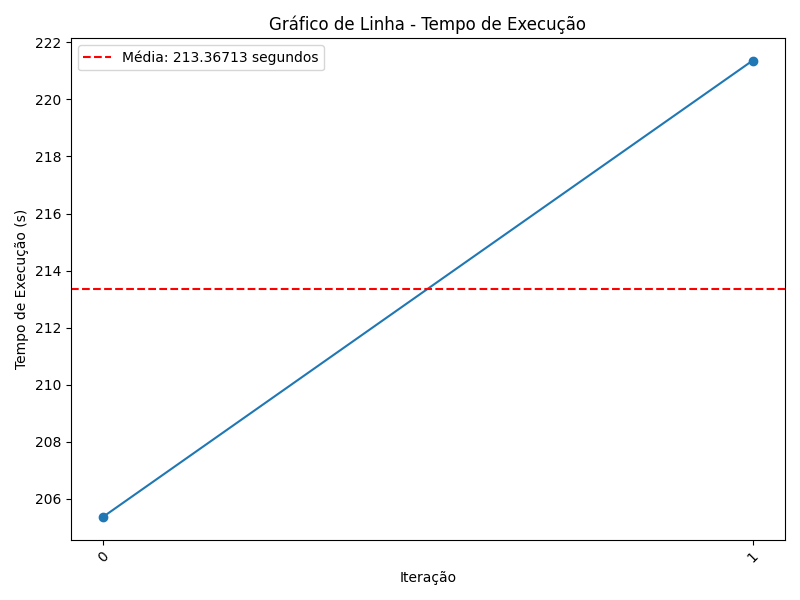 Gráfico de Linha - Tempo de Execução
Média: 213.36713 segundos
Tempo de Execução (s)
222
220
218
216
214
212
210
208
206
0
1
Iteração